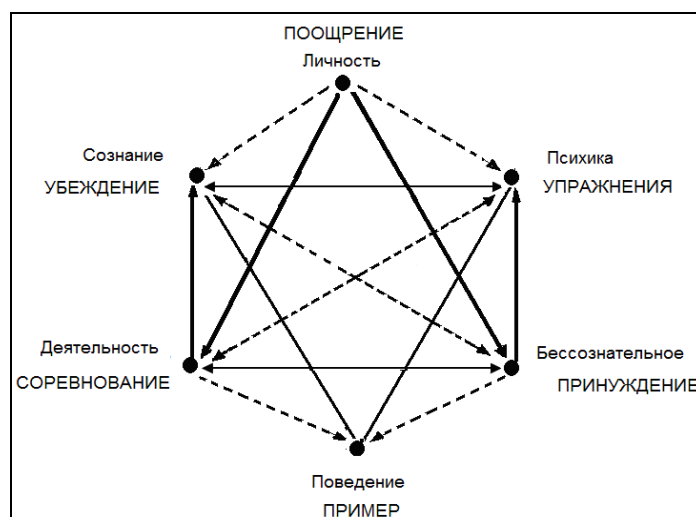 ПООЩРЕНИЕ
Личность
Сознание
УБЕЖДЕНИЕ
Психика
УПРАЖНЕНИЯ
Деятельность
СОРЕВНОВАНИЕ
Бессознательное
ПРИНУЖДЕНИЕ
Поведение
ПРИМЕР